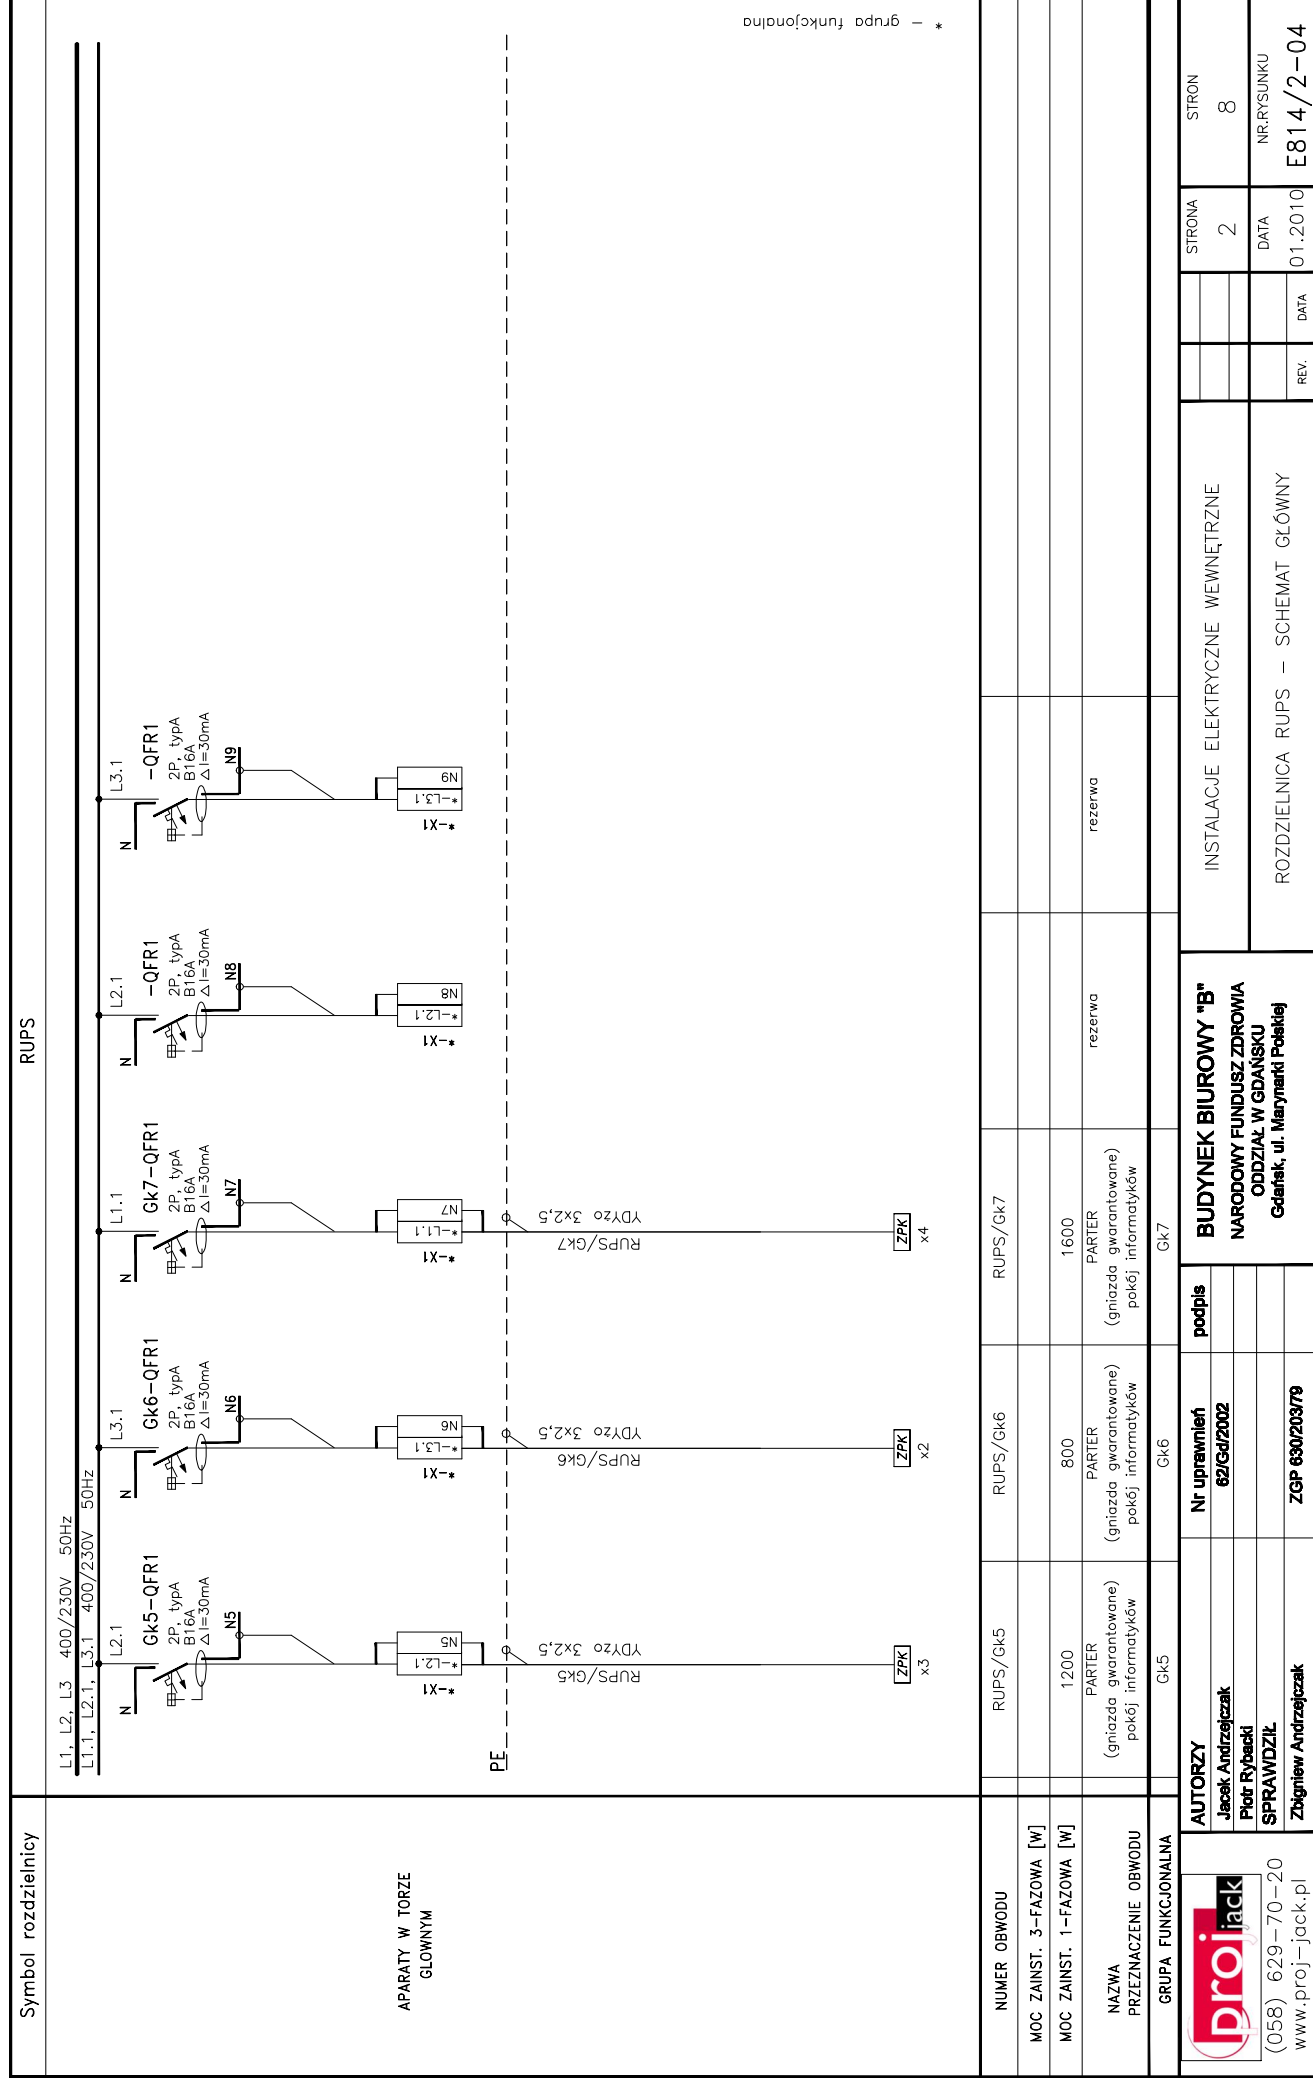 Symbol rozdzielnicy
RUPS
L1, L2, L3 400/230V 50Hz
L1.1, L2.1, L3.1 400/230V 50Hz
APARATY W TORZE
GLOWNYM
N
L2.1
Gk5-QFR1
2P, typA
B16A
△I=30mA
N5
*-X1
*-L2.1
N5
RUPS/Gk5
YDYżo 3x2,5
ZPK
x3
N
L3.1
Gk6-QFR1
2P, typA
B16A
△I=30mA
N6
*-X1
*-L3.1
N6
RUPS/Gk6
YDYżo 3x2,5
ZPK
x2
N
L1.1
Gk7-QFR1
2P, typA
B16A
△I=30mA
N7
*-X1
*-L1.1
N7
RUPS/Gk7
YDYżo 3x2,5
ZPK
x4
N
L2.1
-QFR1
2P, typA
B16A
△I=30mA
N8
*-X1
*-L2.1
N8
N
L3.1
-QFR1
2P, typA
B16A
△I=30mA
N9
*-X1
*-L3.1
N9
PE
* - grupa funkcjonalna
NUMER OBWODU
RUPS/Gk5
RUPS/Gk6
RUPS/Gk7
MOC ZAINST. 3-FAZOWA [W]
MOC ZAINST. 1-FAZOWA [W]
1200
800
1600
NAZWA
PRZEZNACZENIE OBWODU
PARTER
(gniazda gwarantowane)
pokój informatyków
PARTER
(gniazda gwarantowane)
pokój informatyków
PARTER
(gniazda gwarantowane)
pokój informatyków
rezerwa
rezerwa
GRUPA FUNKCJONALNA
Gk5
Gk6
Gk7
proj jack
(058) 629-70-20
www.proj-jack.pl
AUTORZY
Nr uprawnień
podpis
Jacek Andrzejczak
62/Gd/2002
Piotr Rybacki
SPRAWDZIŁ
Zbigniew Andrzejczak
ZGP 630/203/79
BUDYNEK BIUROWY "B"
NARODOWY FUNDUSZ ZDROWIA
ODDZIAŁ W GDAŃSKU
Gdańsk, ul. Marynarki Polskiej
INSTALACJE ELEKTRYCZNE WEWNĘTRZNE
ROZDZIELNICA RUPS - SCHEMAT GŁÓWNY
REV.
DATA
STRONA
2
STRON
8
DATA
01.2010
NR.RYSUNKU
E814/2-04